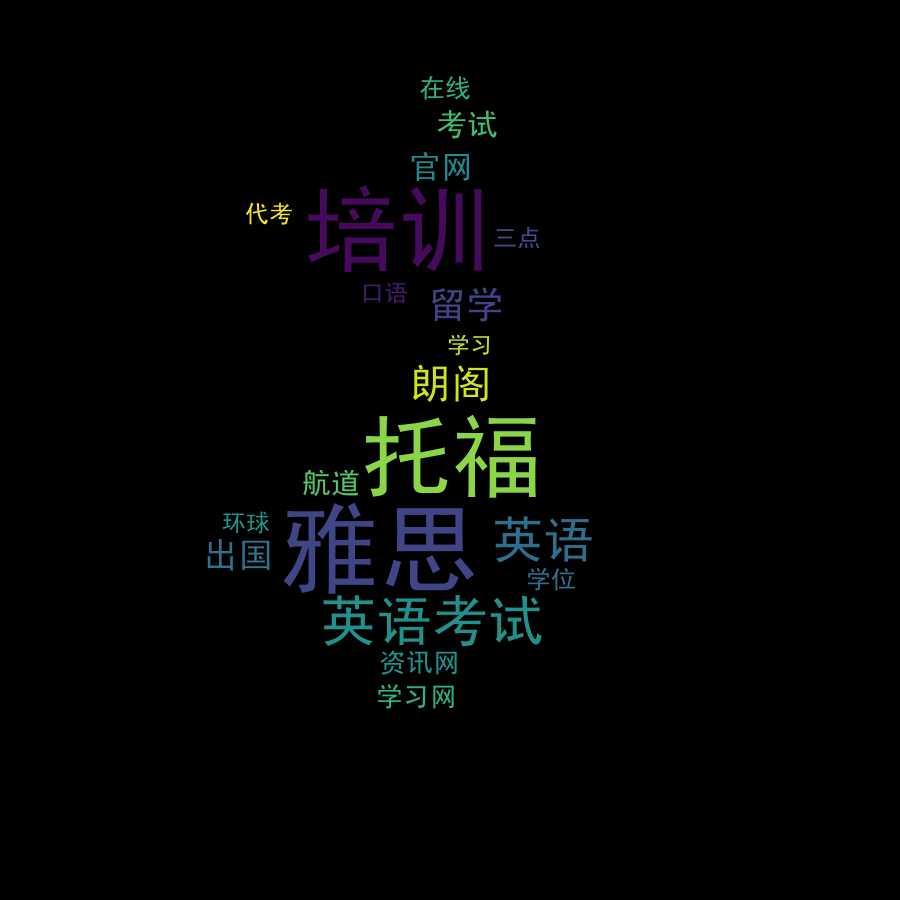 在线
考试
官网
培训
代考
三点
口语
留学
学习
朗阁
托福
航道
雅思
环球
英语
出国
学位
英语考试
资讯网
学习网